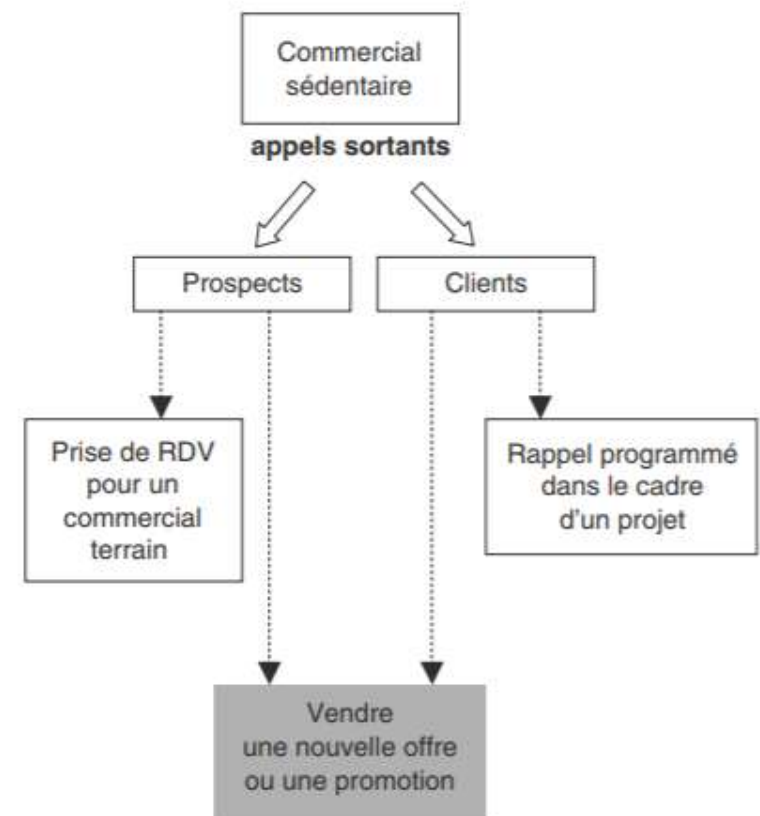 Commercial
sédentaire
appels sortants
Prospects
Clients
Prise de RDV
pour un
commercial
terrain
Rappel programmé
dans le cadre
d'un projet
Vendre
une nouvelle offre
ou une promotion